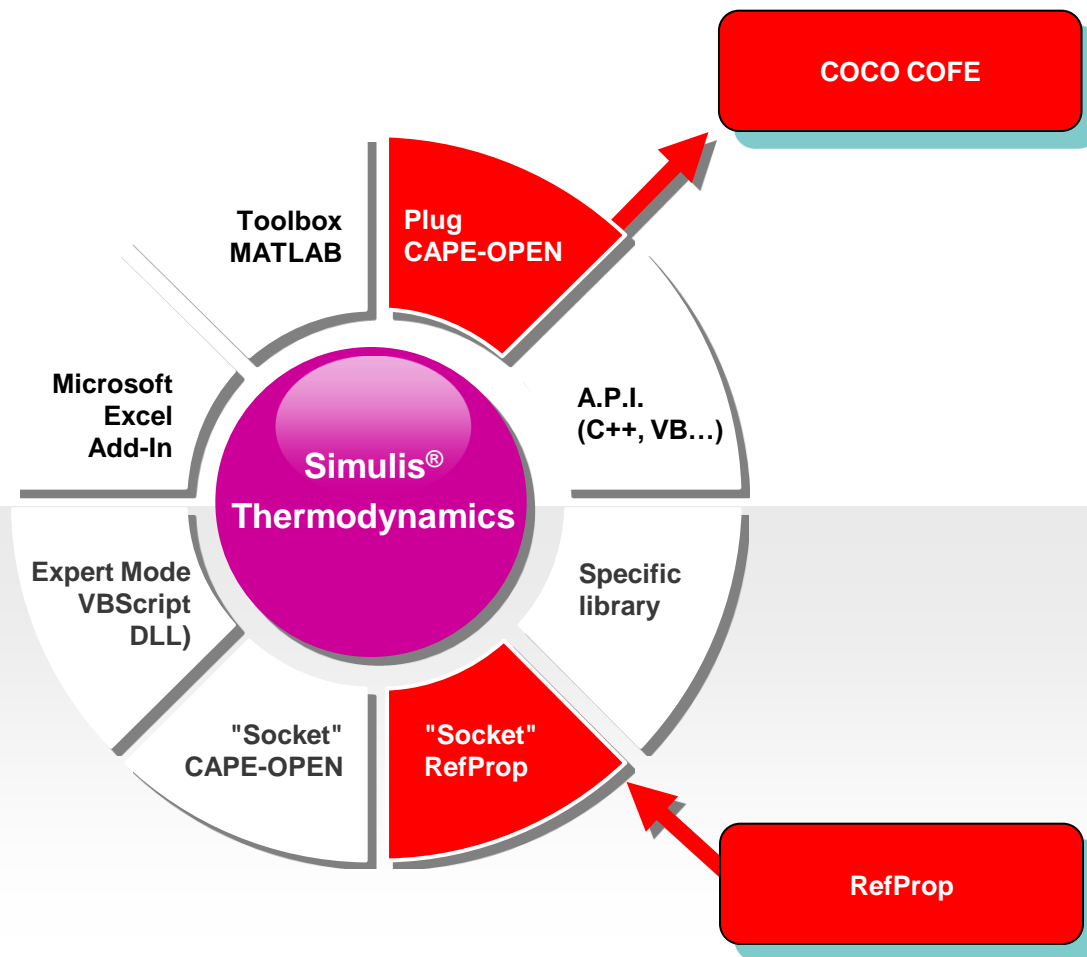 COCO COFE
Toolbox
MATLAB
Plug
CAPE-OPEN
Microsoft
Excel
Add-In
A.P.I.
(C++, VB…)
Simulis®
Thermodynamics
Expert Mode
VBScript
DLL)
Specific
library
"Socket"
CAPE-OPEN
"Socket"
RefProp
RefProp